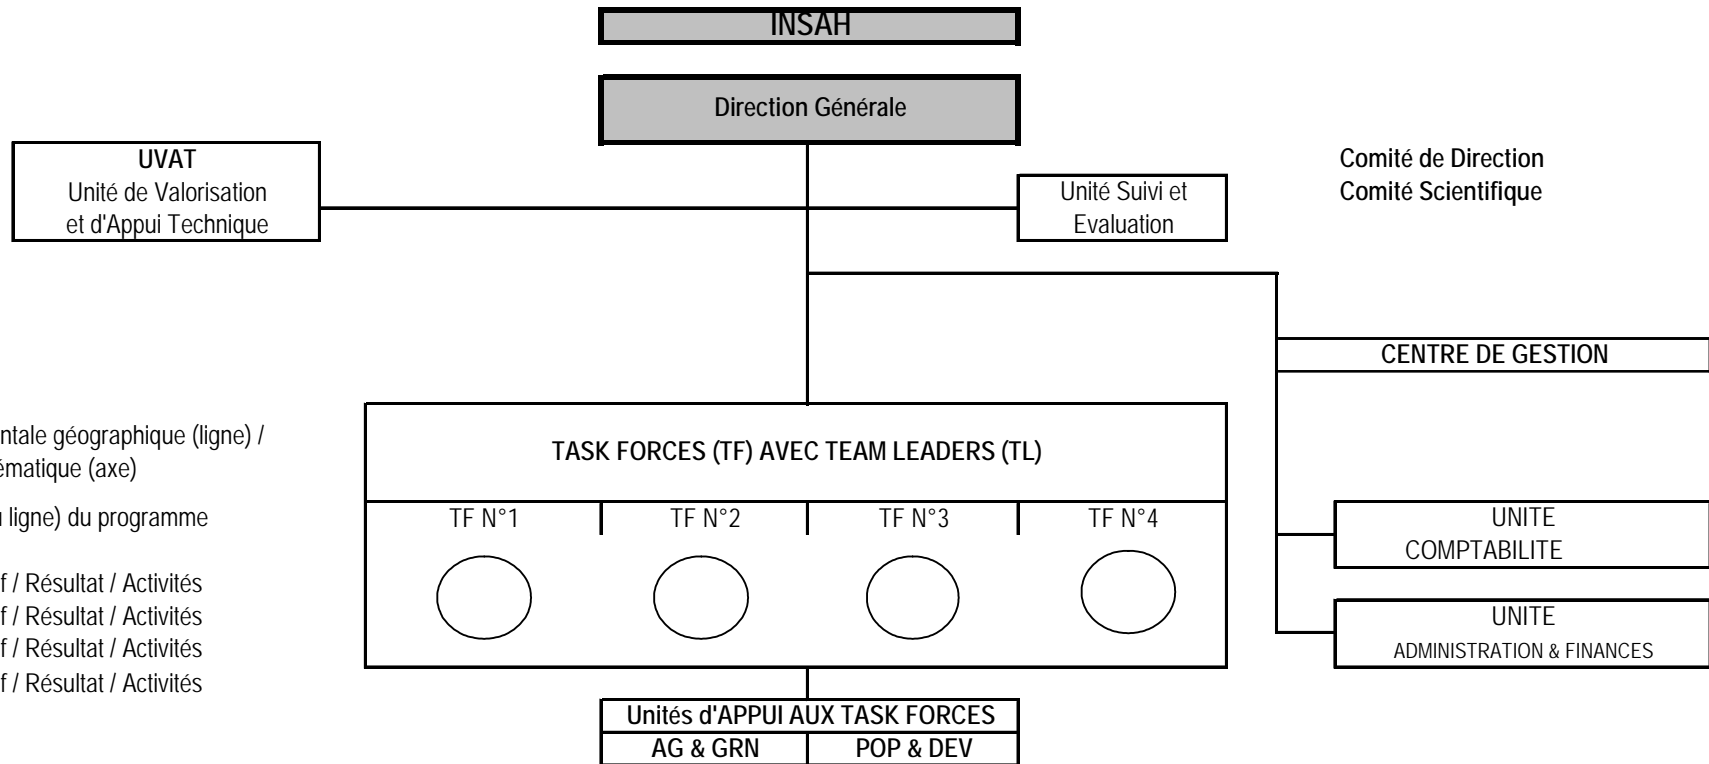 INSAH
Direction Générale
UVAT
Unité de Valorisation
et d'Appui Technique
Unité Suivi et
Evaluation
Comité de Direction
Comité Scientifique
CENTRE DE GESTION
ntale géographique (ligne) /
ématique (axe)
ligne) du programme
f / Résultat / Activités
f / Résultat / Activités
f / Résultat / Activités
f / Résultat / Activités
TASK FORCES (TF) AVEC TEAM LEADERS (TL)
TF N°1
TF N°2
TF N°3
TF N°4
UNITE
COMPTABILITE
UNITE
ADMINISTRATION & FINANCES
Unités d'APPUI AUX TASK FORCES
AG & GRN
POP & DEV